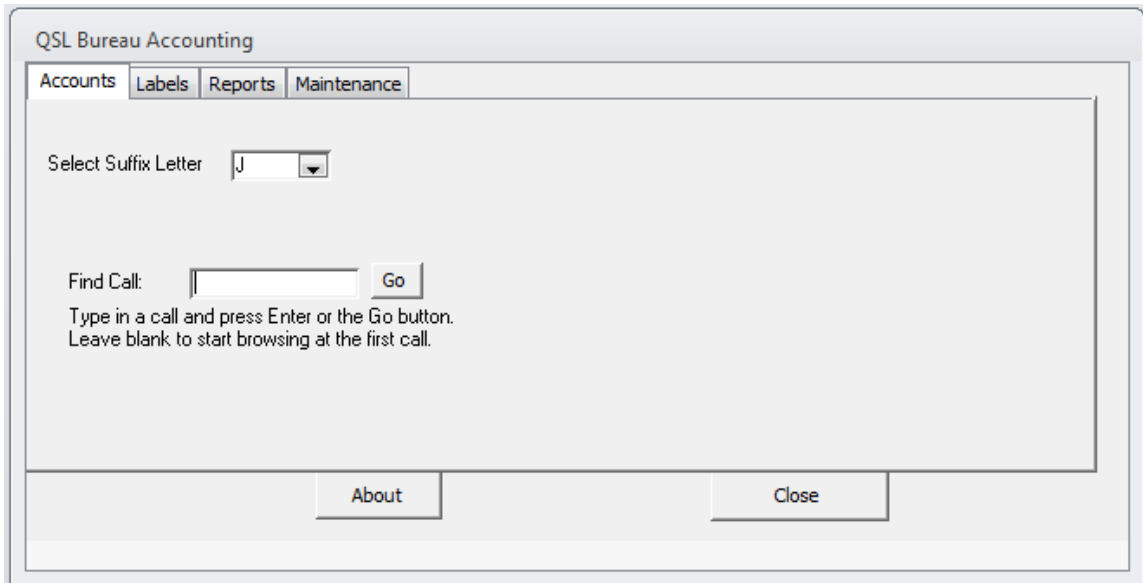 QSL Bureau Accounting
Accounts Labels Reports Maintenance
Select Suffix Letter J
Find Call: Go
Type in a call and press Enter or the Go button.
Leave blank to start browsing at the first call.
About Close